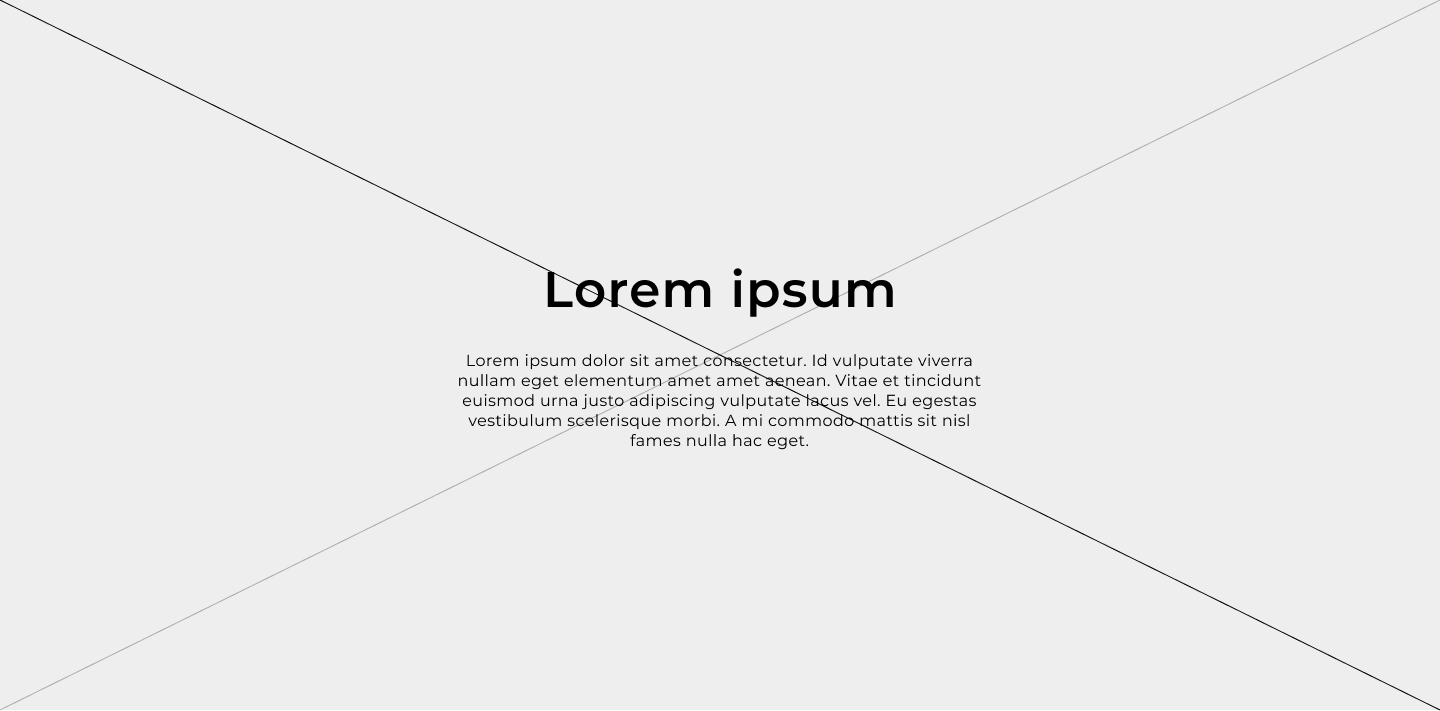 Lorem ipsum
Lorem ipsum dolor sit amet consectetur. Id vulputate viverra
nullam eget elementum amet amet aenean. Vitae et tincidunt
euismod urna justo adipiscing vulputate lacus vel. Eu egestas
vestibulum scelerisque morbi. A mi commodo mattis sit nisl
fames nulla hac eget.